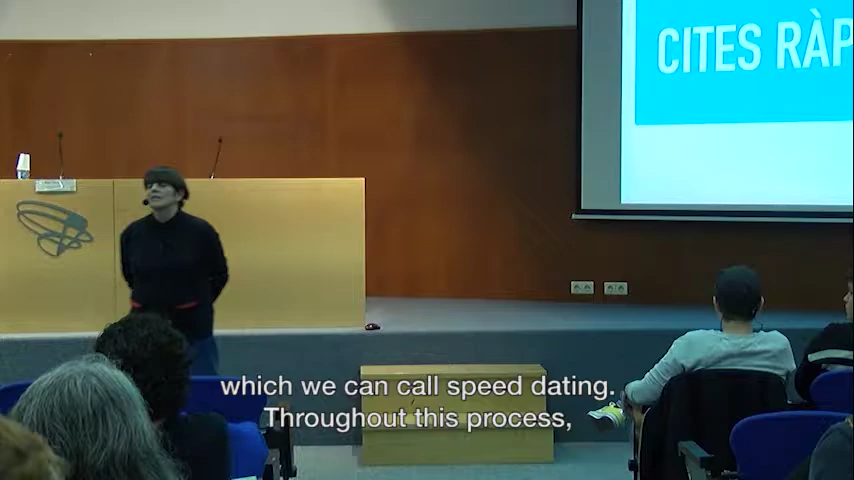 CITES RÀP
which we can call speed dating.
Throughout this process,